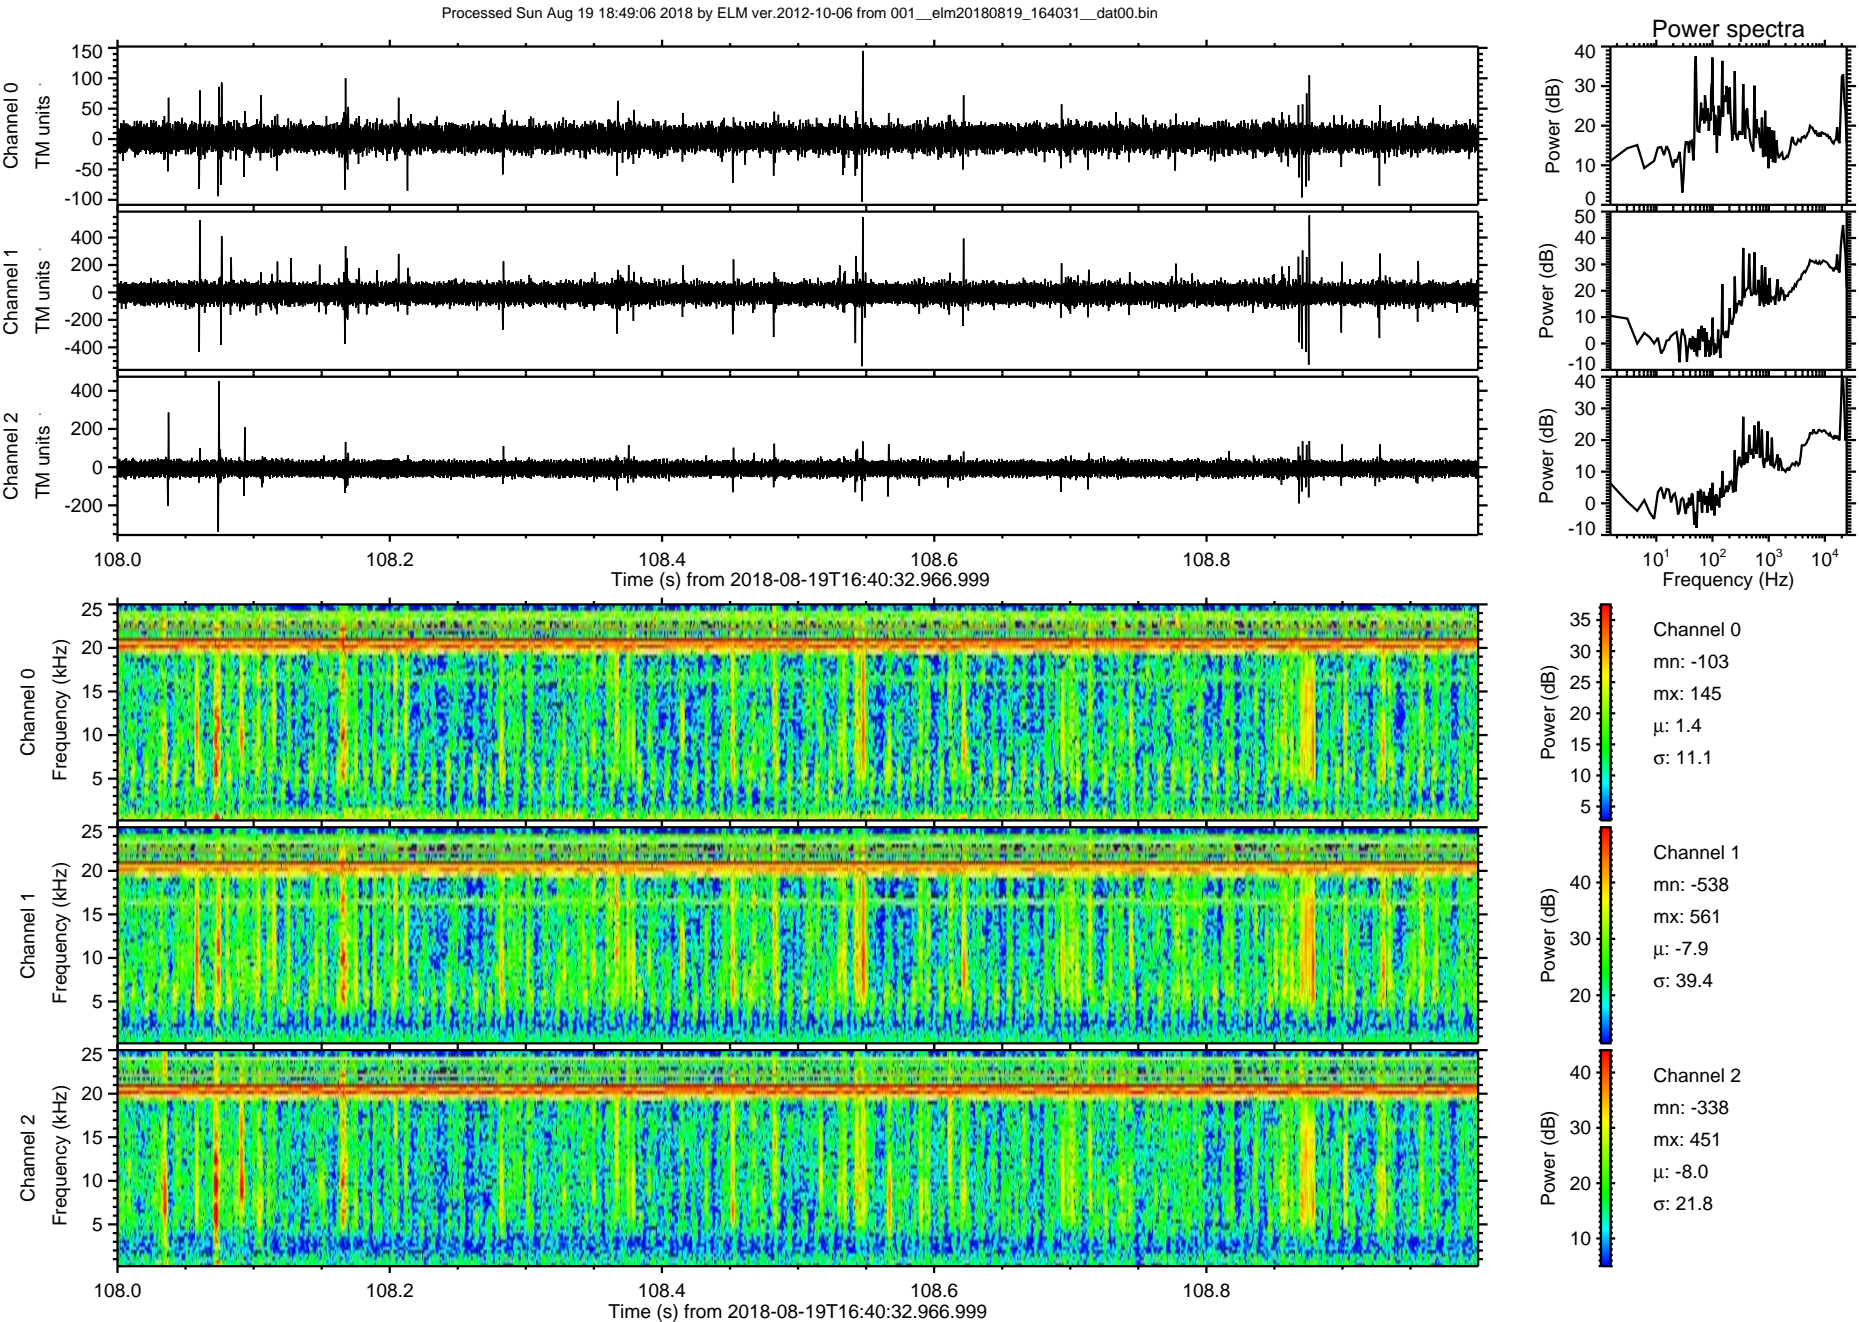 Processed Sun Aug 19 18:49:06 2018 by ELM ver.2012-10-06 from 001__elm20180819_164031__dat00.bin
Power spectra
Channel 0
TM units
150
100
50
0
-50
-100
Power (dB)
40
30
20
10
0
Channel 1
TM units
400
200
0
-200
-400
Power (dB)
50
40
30
20
10
0
-10
Channel 2
TM units
400
200
0
-200
Power (dB)
40
30
20
10
0
-10
108.0 108.2 108.4 108.6 108.8
Time (s) from 2018-08-19T16:40:32.966.999
10¹ 10² 10³ 10⁴
Frequency (Hz)
Channel 0
Frequency (kHz)
25
20
15
10
5
Power (dB)
35
30
25
20
15
10
5
Channel 0
mn: -103
mx: 145
μ: 1.4
σ: 11.1
Channel 1
Frequency (kHz)
25
20
15
10
5
Power (dB)
40
30
20
Channel 1
mn: -538
mx: 561
μ: -7.9
σ: 39.4
Channel 2
Frequency (kHz)
25
20
15
10
5
Power (dB)
40
30
20
10
Channel 2
mn: -338
mx: 451
μ: -8.0
σ: 21.8
108.0 108.2 108.4 108.6 108.8
Time (s) from 2018-08-19T16:40:32.966.999